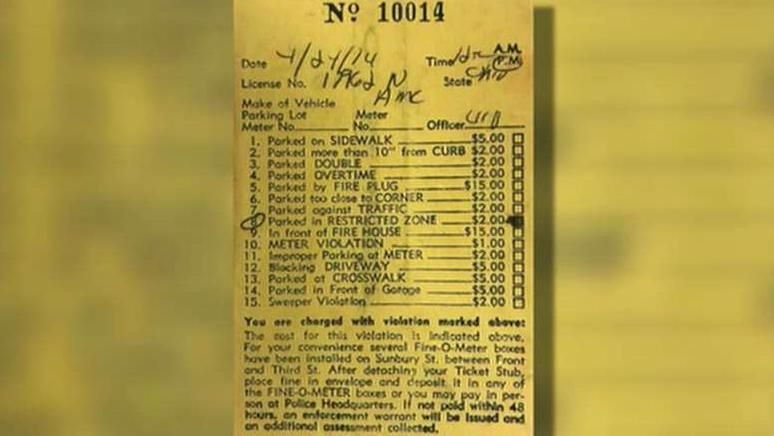 Nº 10014
Date 4/24/74 Time A.M.
P.M.
License No. 1962 N State Ohio
Make of Vehicle AMC
Parking Lot Meter
Meter No. No. Officer
1. Parked on SIDEWALK $5.00
2. Parked more than 10" from CURB $2.00
3. Parked DOUBLE $2.00
4. Parked OVERTIME $2.00
5. Parked by FIRE PLUG $15.00
6. Parked too close to CORNER $2.00
7. Parked against TRAFFIC $2.00
8. Parked in RESTRICTED ZONE $2.00
9. In front of FIRE HOUSE $15.00
10. METER VIOLATION $1.00
11. Improper Parking at METER $2.00
12. Blocking DRIVEWAY $5.00
13. Parked at CROSSWALK $5.00
14. Parked in Front of Garage $5.00
15. Sweeper Violation $2.00
You are charged with violation marked above:
The cost for this violation is indicated above.
For your convenience several Fine-O-Meter boxes
have been installed on Sunbury St. between Front
and Third St. After detaching your Ticket Stub,
place fine in envelope and deposit it in any of
the FINE-O-METER boxes or you may pay in per-
son at Police Headquarters. If not paid within 48
hours, an enforcement warrant will be issued and
an additional assessment collected.